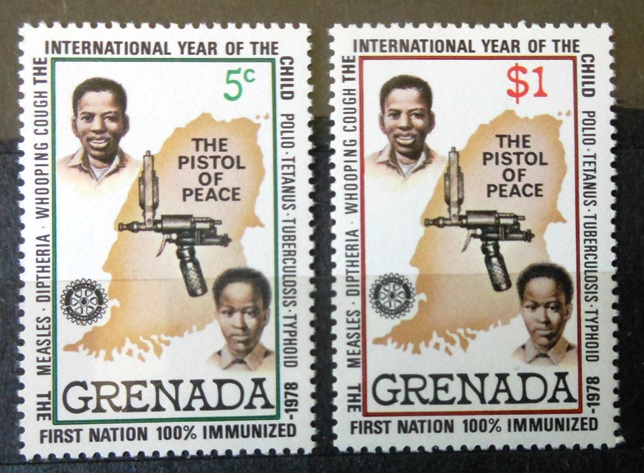 INTERNATIONAL YEAR OF THE
CHILD POLIO · TETANUS · TUBERCULOSIS · TYPHOID -1978
THE MEASLES · DIPTHERIA · WHOOPING COUGH THE
5c
THE
PISTOL
OF
PEACE
GRENADA
FIRST NATION 100% IMMUNIZED
INTERNATIONAL YEAR OF THE
CHILD POLIO · TETANUS · TUBERCULOSIS · TYPHOID -1978
THE MEASLES · DIPTHERIA · WHOOPING COUGH THE
$1
THE
PISTOL
OF
PEACE
GRENADA
FIRST NATION 100% IMMUNIZED